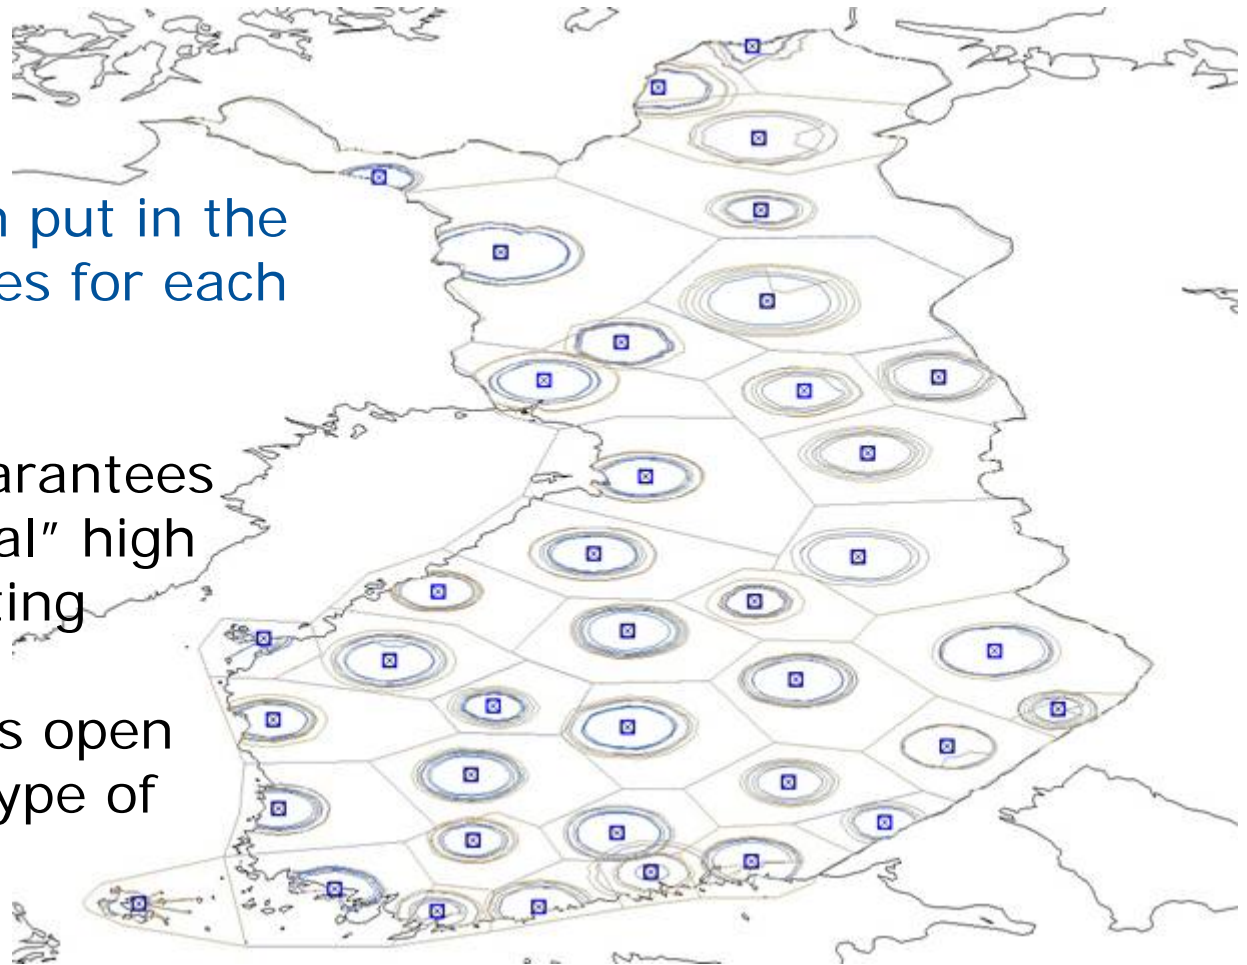 n put in the
es for each
arantees
al" high
ting
s open
ype of